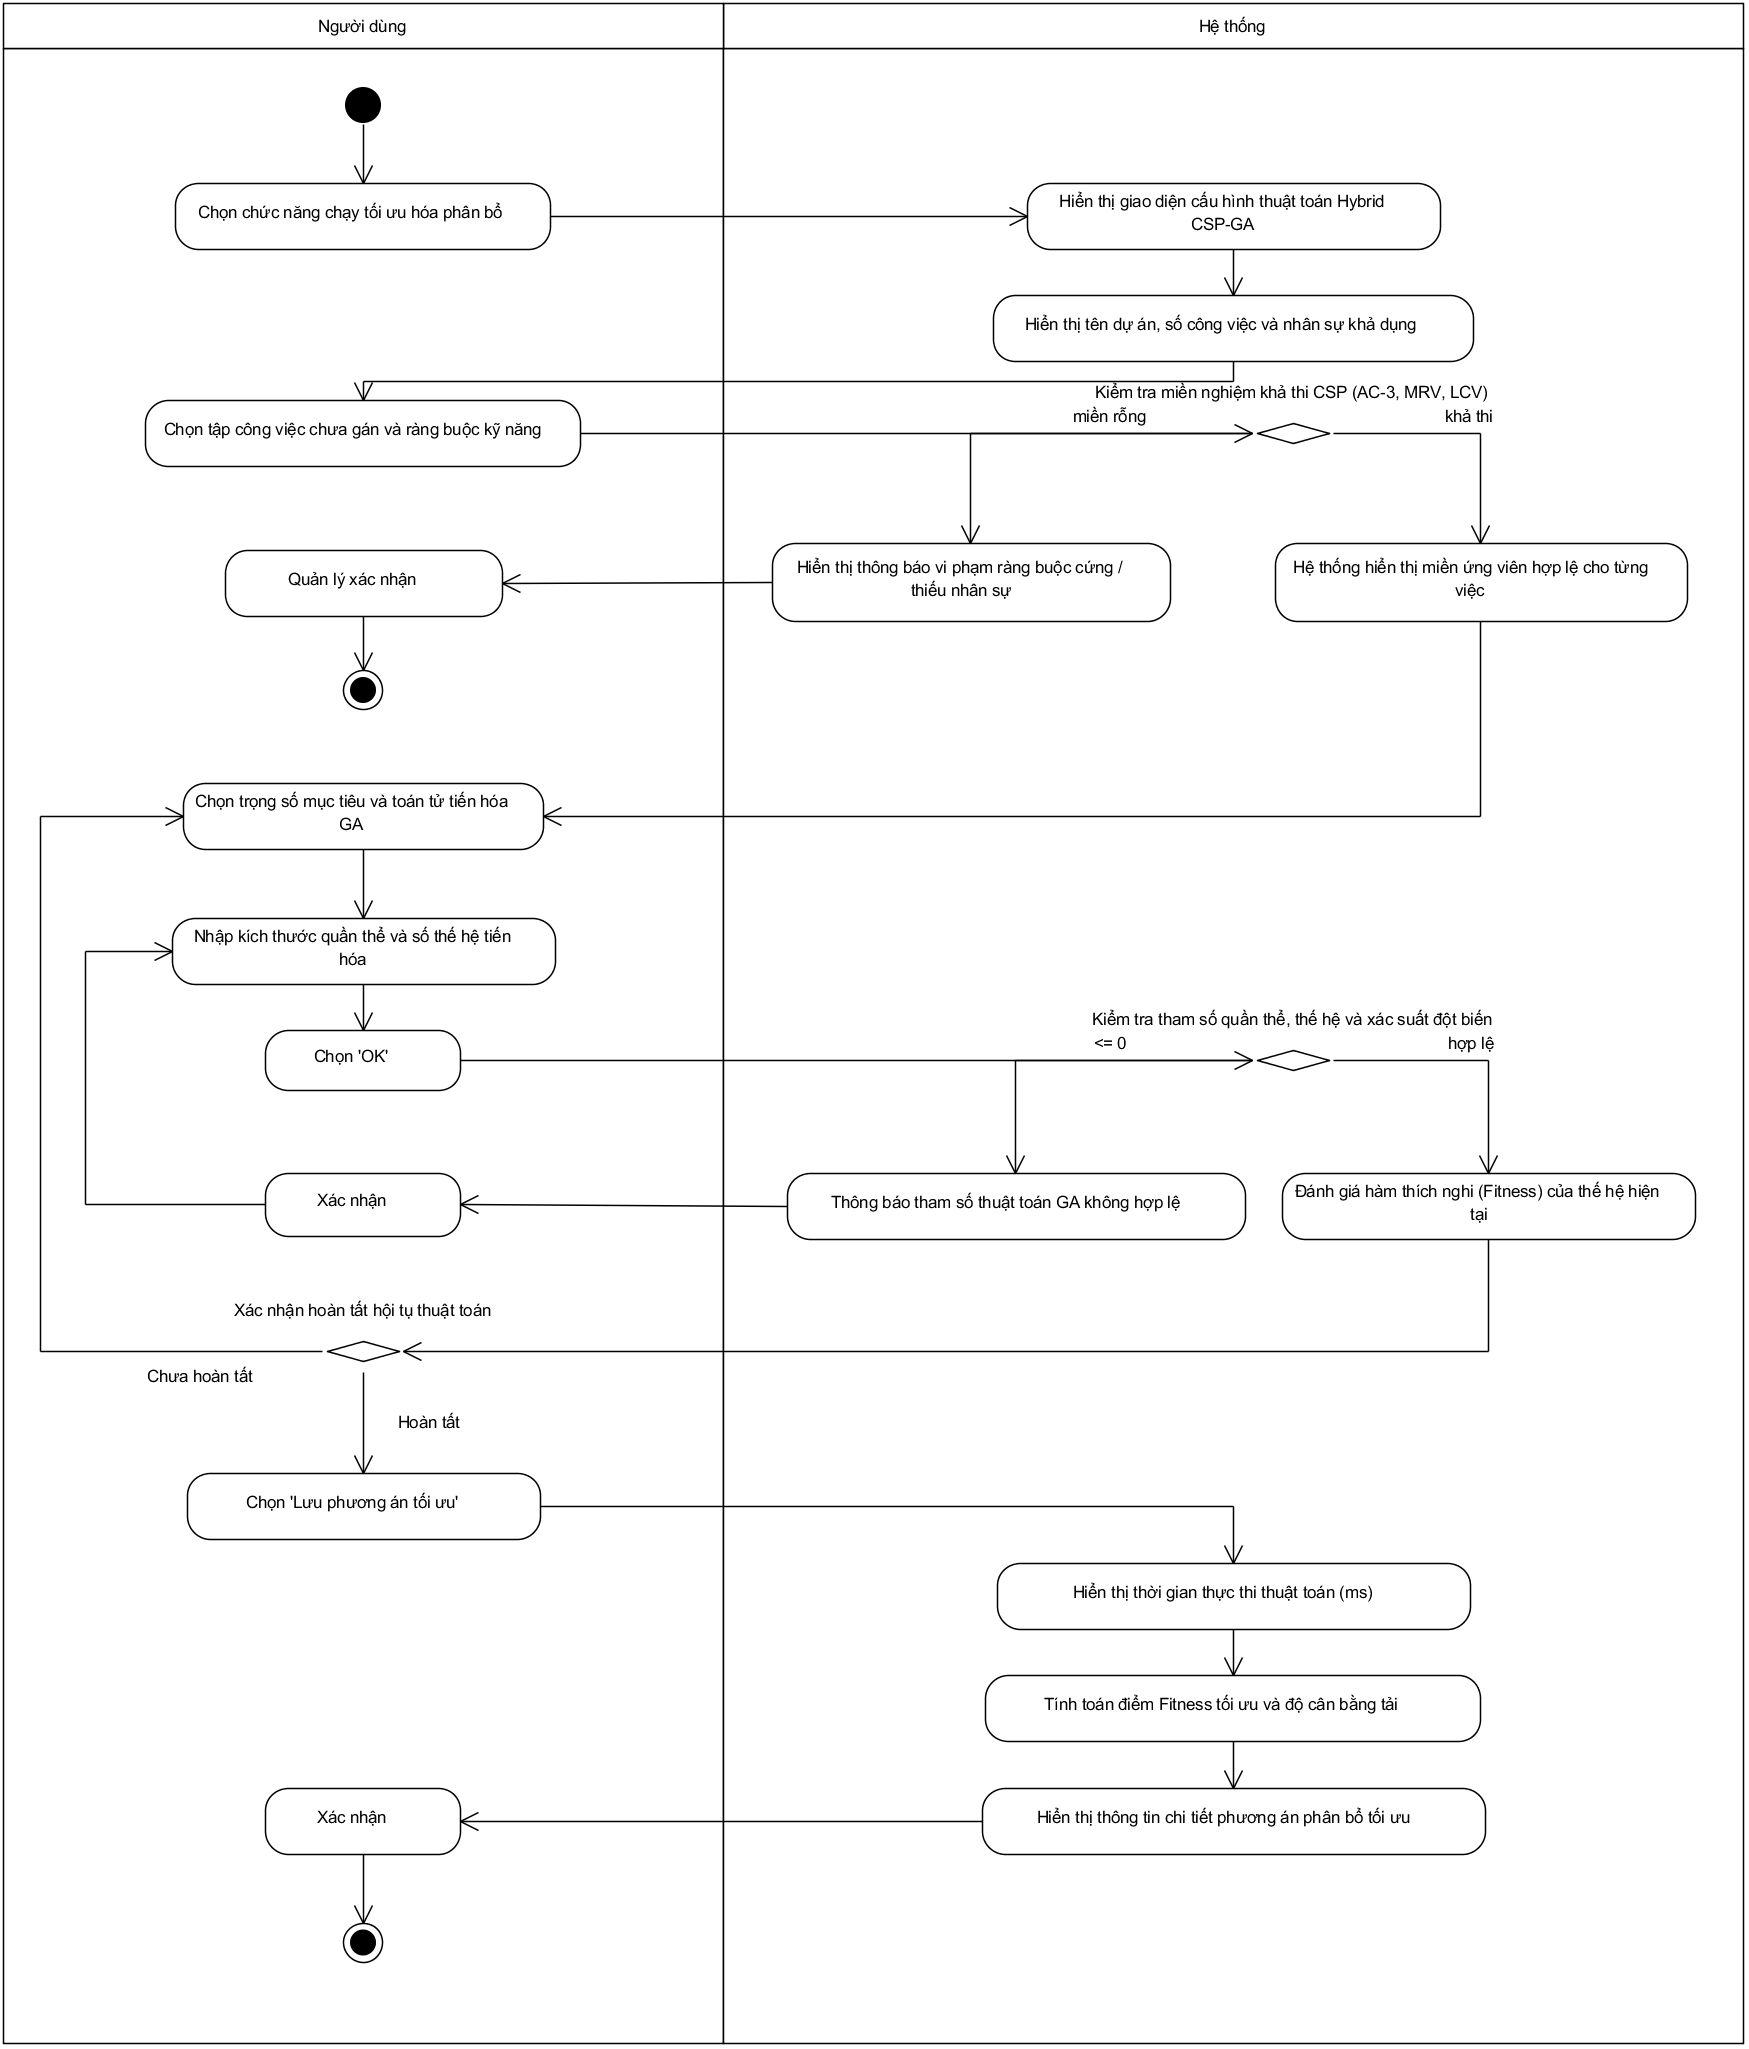 Người dùng
Hệ thống
Chọn chức năng chạy tối ưu hóa phân bổ
Hiển thị giao diện cấu hình thuật toán Hybrid
CSP-GA
Hiển thị tên dự án, số công việc và nhân sự khả dụng
Kiểm tra miền nghiệm khả thi CSP (AC-3, MRV, LCV)
miền rỗng
khả thi
Chọn tập công việc chưa gán và ràng buộc kỹ năng
Quản lý xác nhận
Hiển thị thông báo vi phạm ràng buộc cứng /
thiếu nhân sự
Hệ thống hiển thị miền ứng viên hợp lệ cho từng
việc
Chọn trọng số mục tiêu và toán tử tiến hóa
GA
Nhập kích thước quần thể và số thế hệ tiến
hóa
Kiểm tra tham số quần thể, thế hệ và xác suất đột biến
<= 0
hợp lệ
Chọn 'OK'
Xác nhận
Thông báo tham số thuật toán GA không hợp lệ
Đánh giá hàm thích nghi (Fitness) của thế hệ hiện
tại
Xác nhận hoàn tất hội tụ thuật toán
Chưa hoàn tất
Hoàn tất
Chọn 'Lưu phương án tối ưu'
Hiển thị thời gian thực thi thuật toán (ms)
Tính toán điểm Fitness tối ưu và độ cân bằng tải
Xác nhận
Hiển thị thông tin chi tiết phương án phân bổ tối ưu